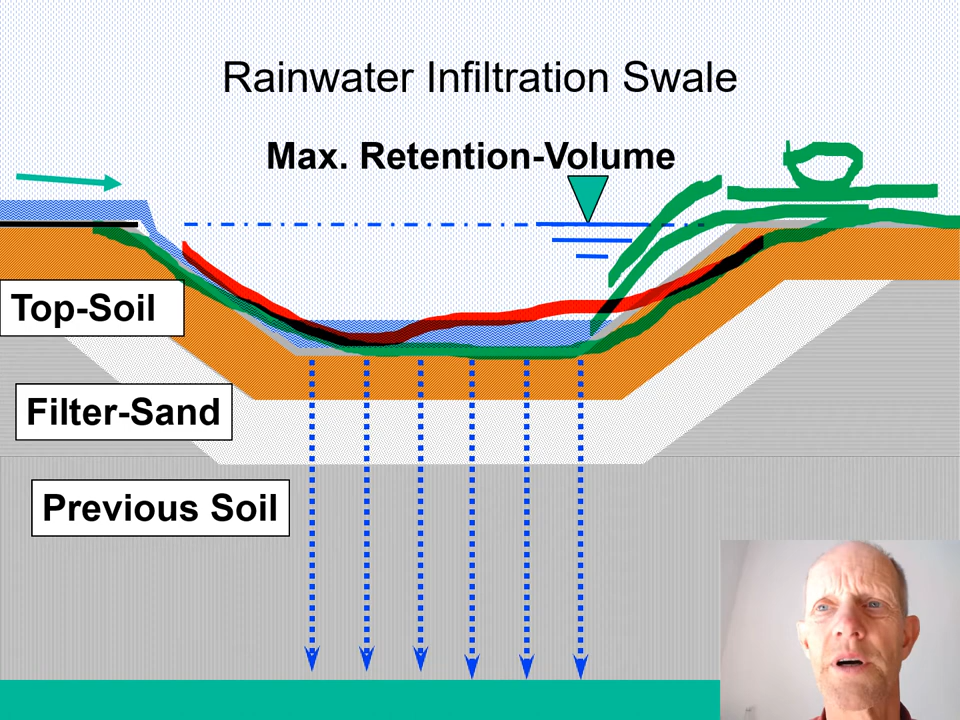 Rainwater Infiltration Swale
Max. Retention-Volume
Top-Soil
Filter-Sand
Previous Soil